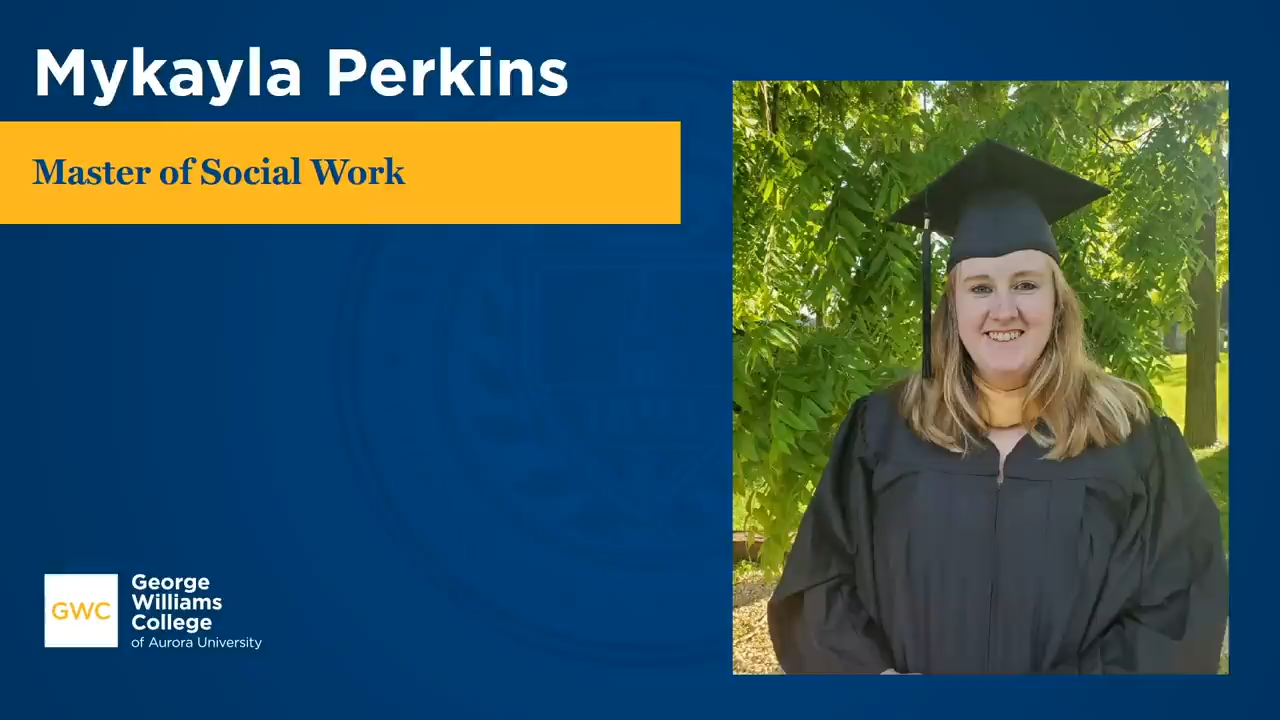 Mykayla Perkins
Master of Social Work
GWC
George
Williams
College
of Aurora University